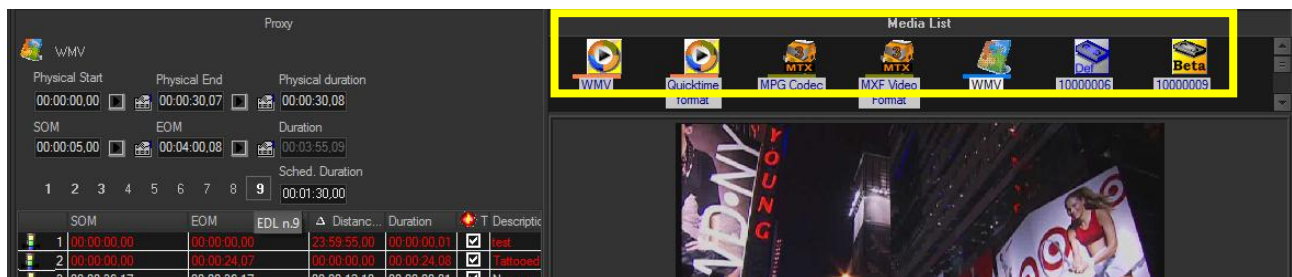 Proxy
WMV
Physical Start Physical End Physical duration
00:00:00,00 00:00:30,07 00:00:30,08
SOM EOM Duration
00:00:05,00 00:04:00,08 00:03:55,09
Sched. Duration
1 2 3 4 5 6 7 8 9 00:01:30,00
SOM EOM EDL n.9 Distanc... Duration T Descriptic
1 00:00:00,00 00:00:00,00 23:59:55,00 00:00:00,01 test
2 00:00:00,00 00:00:24,07 00:00:00,00 00:00:24,08 Tattooed
Media List
MTX MTX Del Beta
WMV Quicktime MPG Codec MXF Video WMV 10000006 10000009
format Format
YOUNG
ND•NY